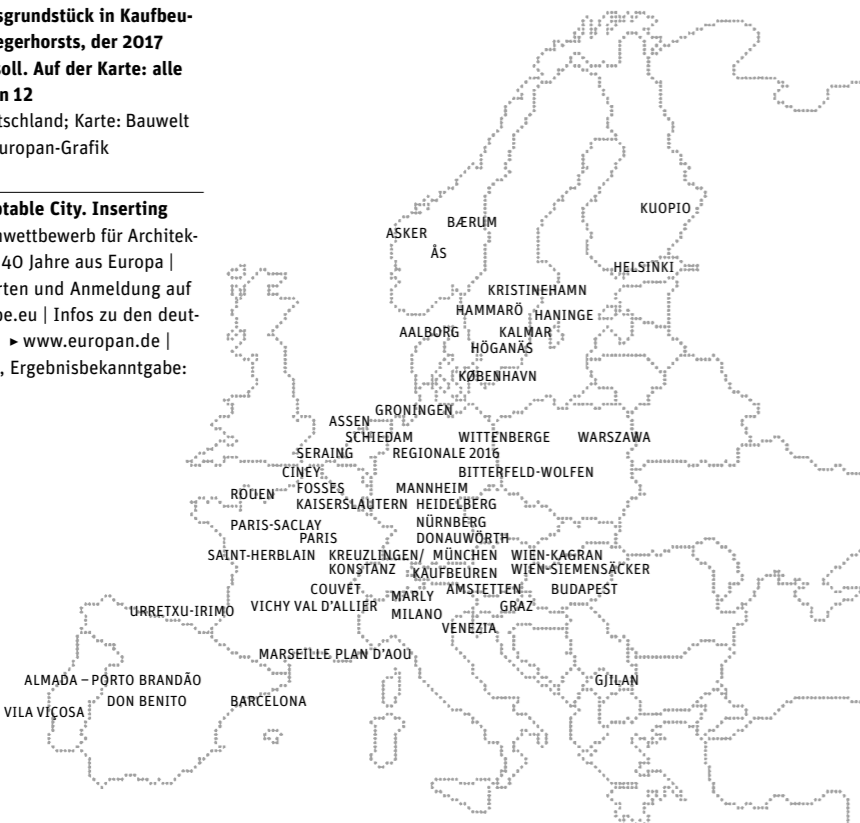 sgrundstück in Kaufbeu-
egerhorsts, der 2017
soll. Auf der Karte: alle
n 12
tschland; Karte: Bauwelt
uropan-Grafik
ptable City. Inserting
nwettbewerb für Architek-
40 Jahre aus Europa |
rten und Anmeldung auf
pe.eu | Infos zu den deut-
▸ www.europan.de |
, Ergebnisbekanntgabe:
KUOPIO
BÆRUM
ASKER
ÅS
HELSINKI
KRISTINEHAMN
HAMMARÖ HANINGE
AALBORG KALMAR
HÖGANÄS
KØBENHAVN
GRONINGEN
ASSEN
SCHIEDAM WITTENBERGE WARSZAWA
SERAING REGIONALE 2016
CINEY BITTERFELD-WOLFEN
ROUEN FOSSES MANNHEIM
KAISERSLAUTERN HEIDELBERG
PARIS-SACLAY NÜRNBERG
PARIS DONAUWÖRTH
SAINT-HERBLAIN KREUZLINGEN/ MÜNCHEN WIEN-KAGRAN
KONSTANZ KAUFBEUREN WIEN-SIEMENSÄCKER
COUVET MARLY AMSTETTEN BUDAPEST
URRETXU-IRIMO VICHY VAL D'ALLIER MILANO GRAZ
VENEZIA
MARSEILLE PLAN D'AOU
ALMADA – PORTO BRANDÃO GJILAN
VILA VIÇOSA DON BENITO BARCELONA